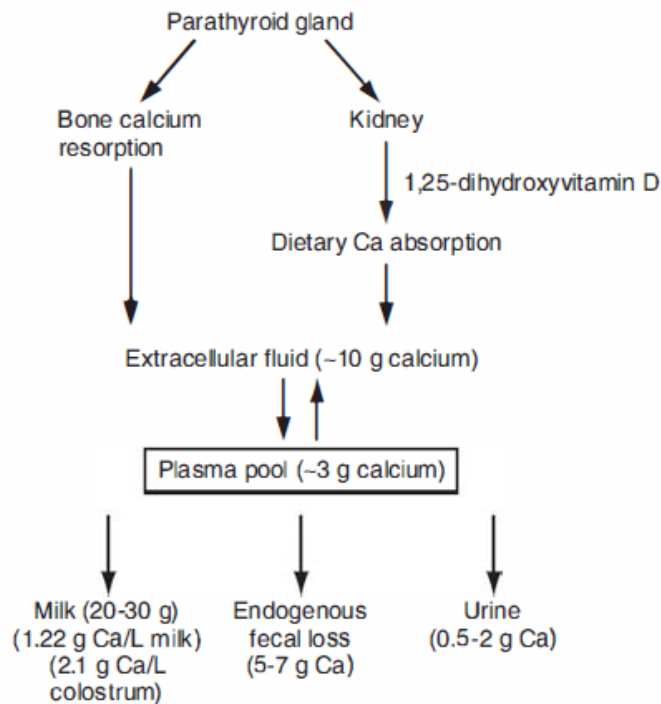 Parathyroid gland
Bone calcium
resorption
Kidney
1,25-dihydroxyvitamin D
Dietary Ca absorption
Extracellular fluid (~10 g calcium)
Plasma pool (~3 g calcium)
Milk (20-30 g)
(1.22 g Ca/L milk)
(2.1 g Ca/L
colostrum)
Endogenous
fecal loss
(5-7 g Ca)
Urine
(0.5-2 g Ca)